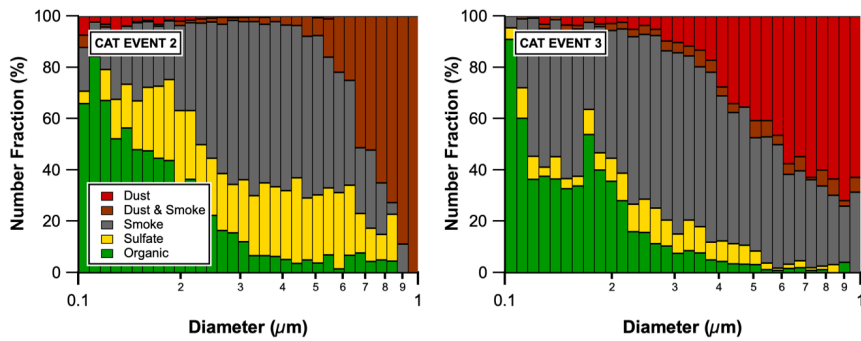 100
80
60
40
20
0
Number Fraction (%)
CAT EVENT 2
Dust
Dust & Smoke
Smoke
Sulfate
Organic
0.1
2
3
4
5
6
7
8
9
1
Diameter (μm)
100
80
60
40
20
0
Number Fraction (%)
CAT EVENT 3
0.1
2
3
4
5
6
7
8
9
1
Diameter (μm)